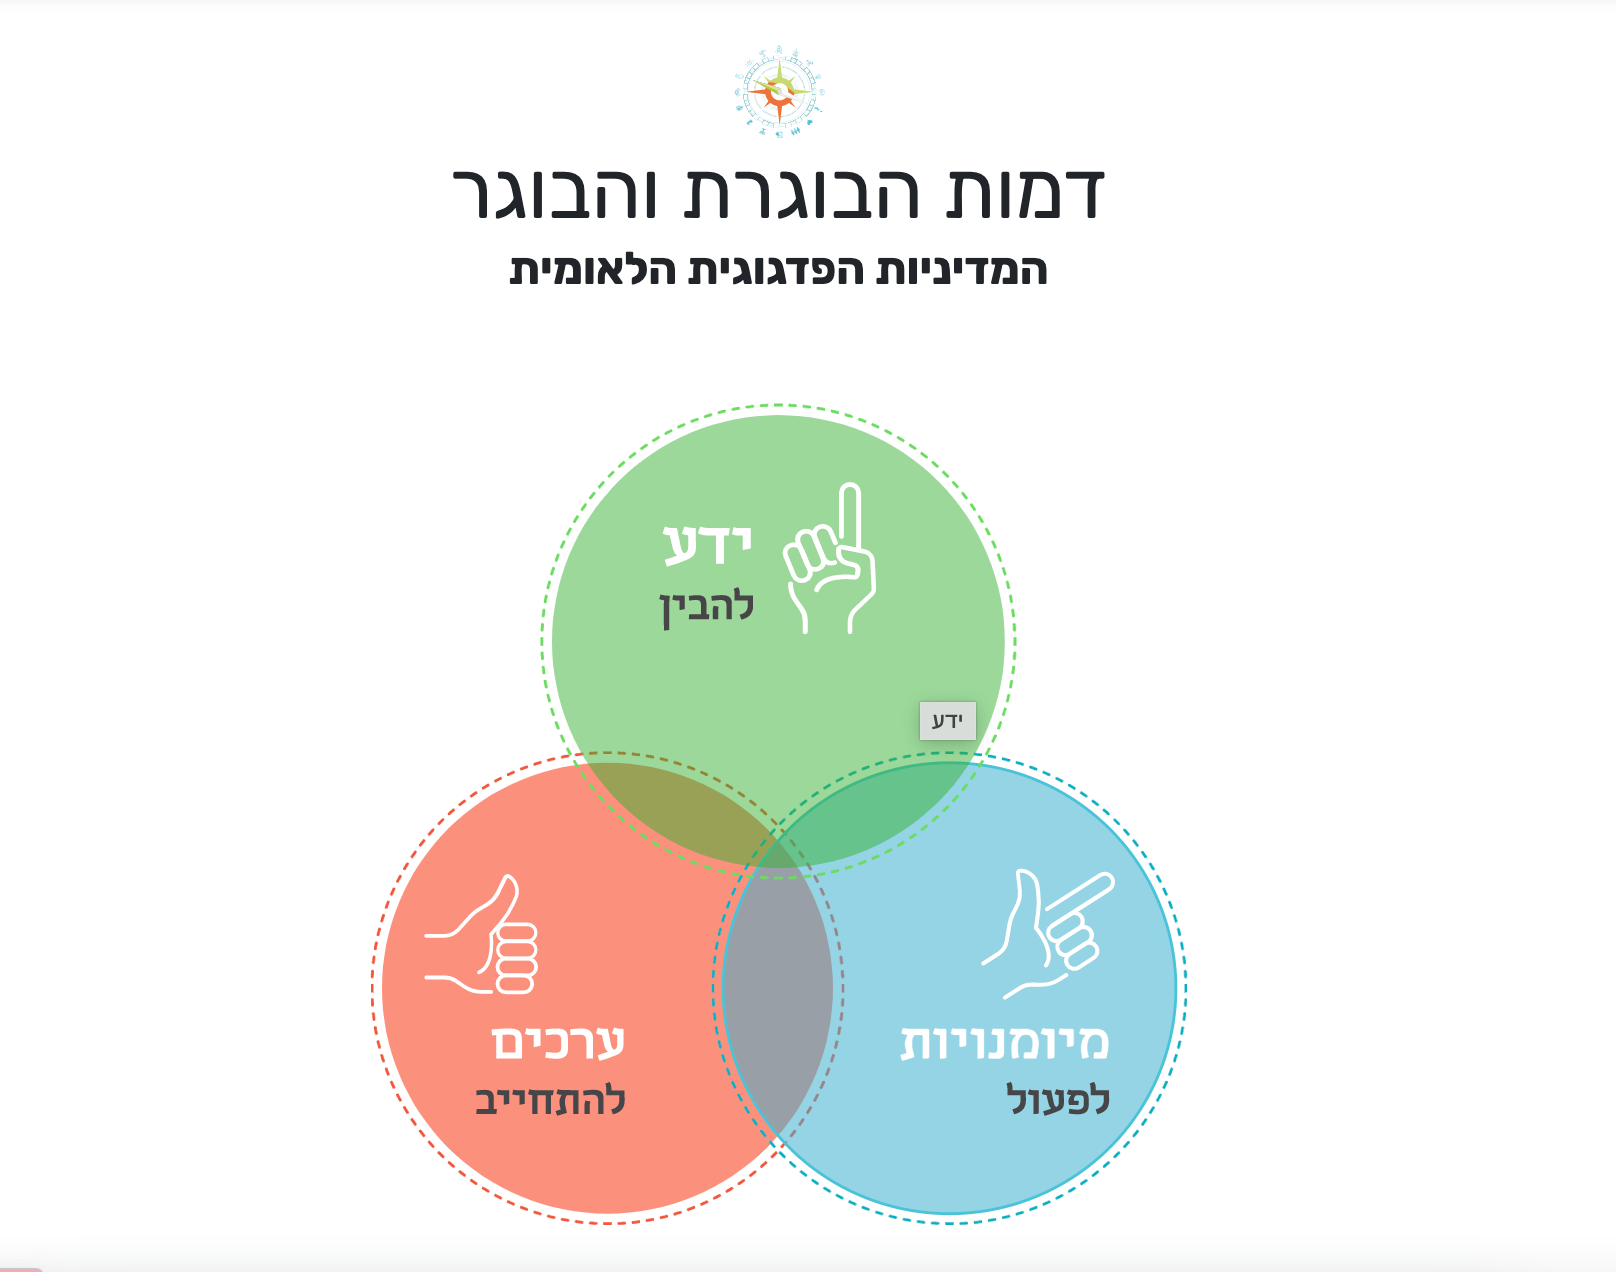 דמות הבוגרת והבוגר
המדיניות הפדגוגית הלאומית
ידע
להבין
ידע
מיומנויות
לפעול
ערכים
להתחייב